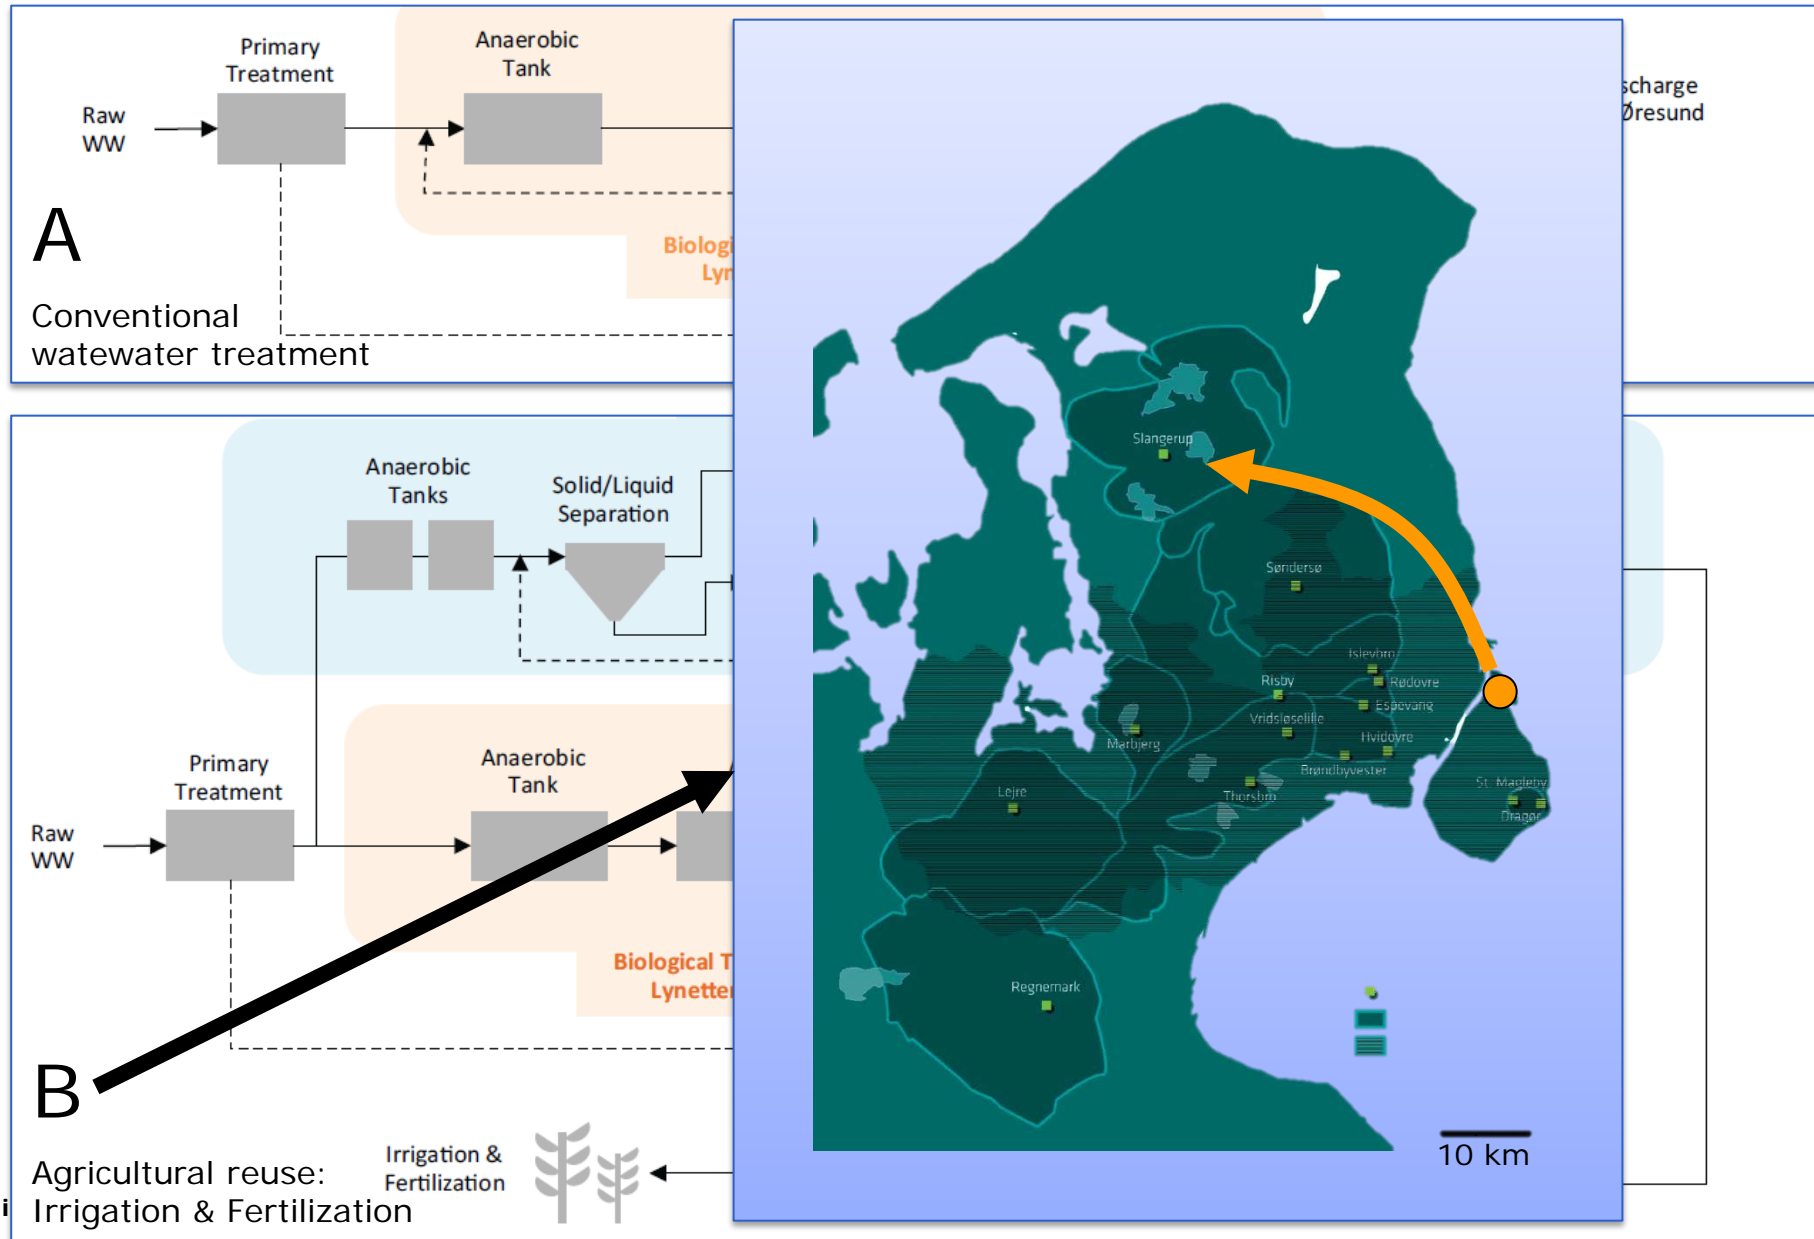 Primary
Treatment
Anaerobic
Tank
Raw
WW
scharge
Øresund
A
Biologi
Lyn
Conventional
watewater treatment
Anaerobic
Tanks
Solid/Liquid
Separation
Primary
Treatment
Anaerobic
Tank
Raw
WW
Biological T
Lynetten
B
Agricultural reuse:
Irrigation & Fertilization
Irrigation &
Fertilization
i
Slangerup
Søndersø
Islevbro
Rødovre
Risby
Espevang
Vridsløselille
Hvidovre
Marbjerg
Brøndbyvester
Thorsbro
Lejre
St. Magleby
Dragør
Regnemark
10 km